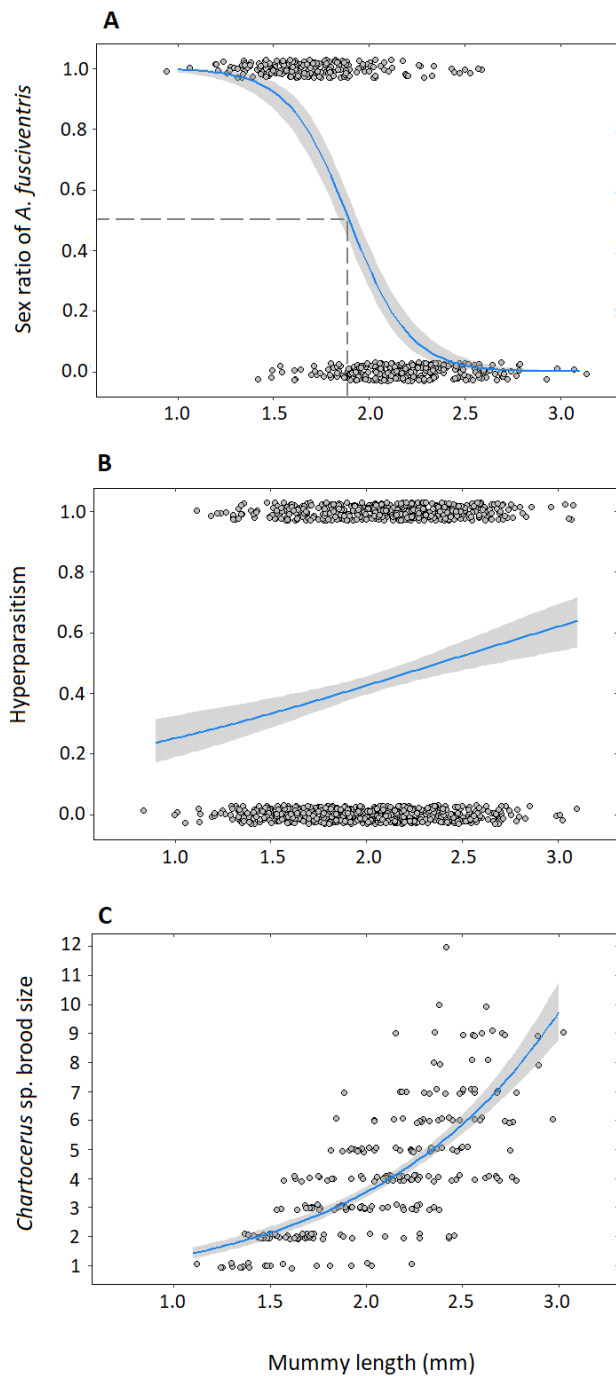 A
Sex ratio of A. fusciventris
1.0
0.8
0.6
0.4
0.2
0.0
1.0 1.5 2.0 2.5 3.0
B
Hyperparasitism
1.0
0.8
0.6
0.4
0.2
0.0
1.0 1.5 2.0 2.5 3.0
C
Chartocerus sp. brood size
12
11
10
9
8
7
6
5
4
3
2
1
1.0 1.5 2.0 2.5 3.0
Mummy length (mm)